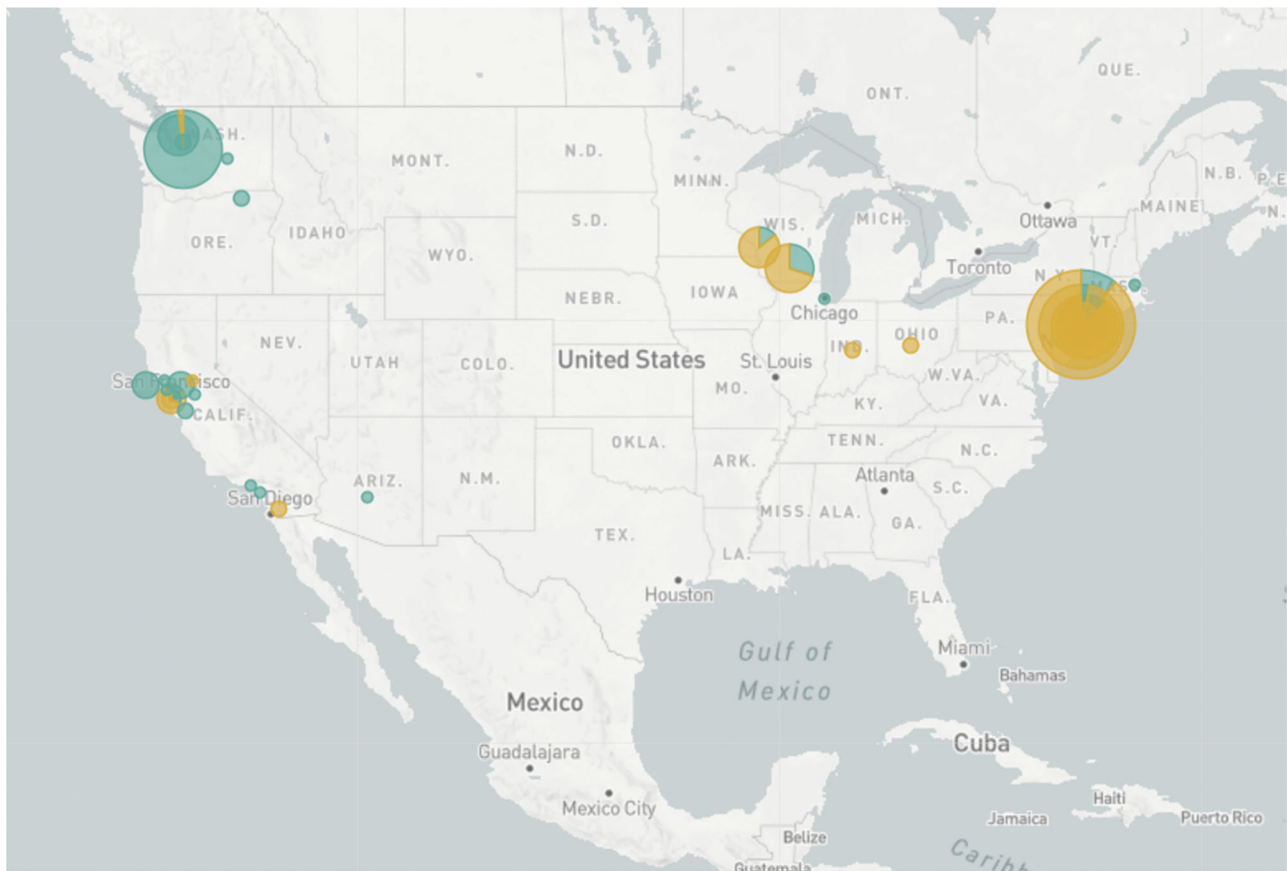 QUE.
ONT.
WASH.
N.D.
MONT.
MINN.
N.B.
P.E
MAINE
Ottawa
S.D.
WIS.
MICH.
IDAHO
ORE.
VT.
WYO.
Toronto
N.Y.
MASS.
IOWA
NEBR.
Chicago
PA.
OHIO
NEV.
IND.
United States
St. Louis
UTAH
COLO.
W.VA.
San Francisco
MO.
VA.
KY.
CALIF.
OKLA.
TENN.
N.C.
ARK.
Atlanta
ARIZ.
N.M.
S.C.
San Diego
MISS.
ALA.
GA.
TEX.
LA.
Houston
FLA.
Gulf of
Mexico
Miami
Bahamas
Mexico
Cuba
Guadalajara
Haiti
Mexico City
Jamaica
Puerto Rico
Belize
Caribb
Guatemala